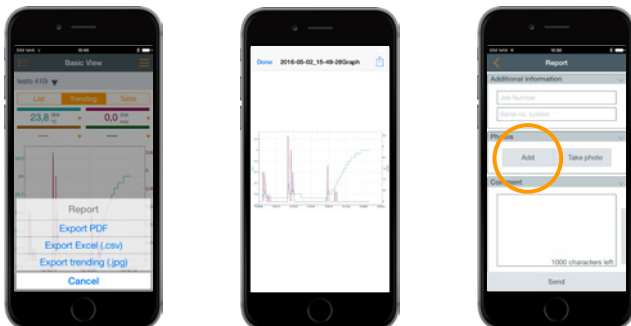 Basic View
testo 410i
List
Trending
Table
23,8 °C
0,0 m/s
Report
Export PDF
Export Excel (.csv)
Export trending (.jpg)
Cancel
Done 2016-05-02_15-49-28Graph
Report
Additional information
Job Number
Serial no. system
Photos
Add
Take photo
Comment
1000 characters left
Send